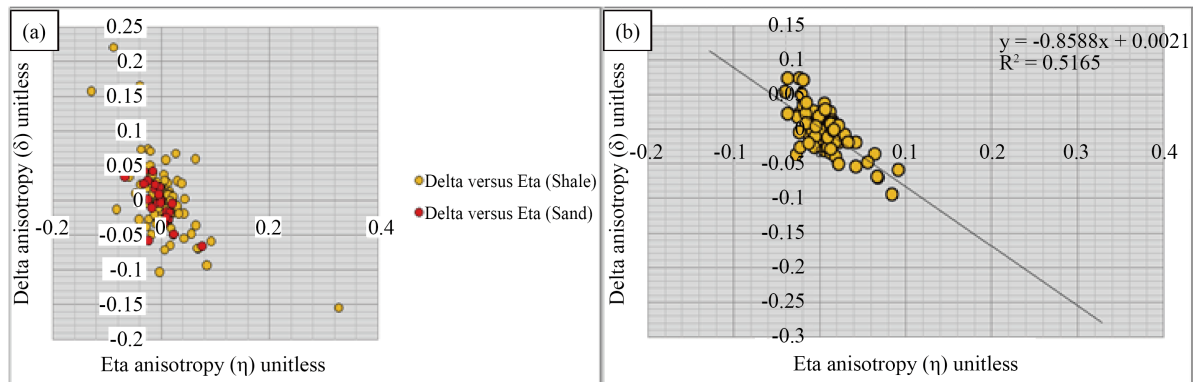 (a)
0.25
0.2
0.15
0.1
0.05
0
-0.2
0
0.2
0.4
-0.05
-0.1
-0.15
-0.2
Delta anisotropy (δ) unitless
Eta anisotropy (η) unitless
Delta versus Eta (Shale)
Delta versus Eta (Sand)
(b)
y = -0.8588x + 0.0021
R² = 0.5165
0.15
0.1
0
-0.2
-0.1
0.1
0.2
0.3
0.4
-0.05
-0.1
-0.15
-0.2
-0.25
-0.3
Delta anisotropy (δ) unitless
Eta anisotropy (η) unitless